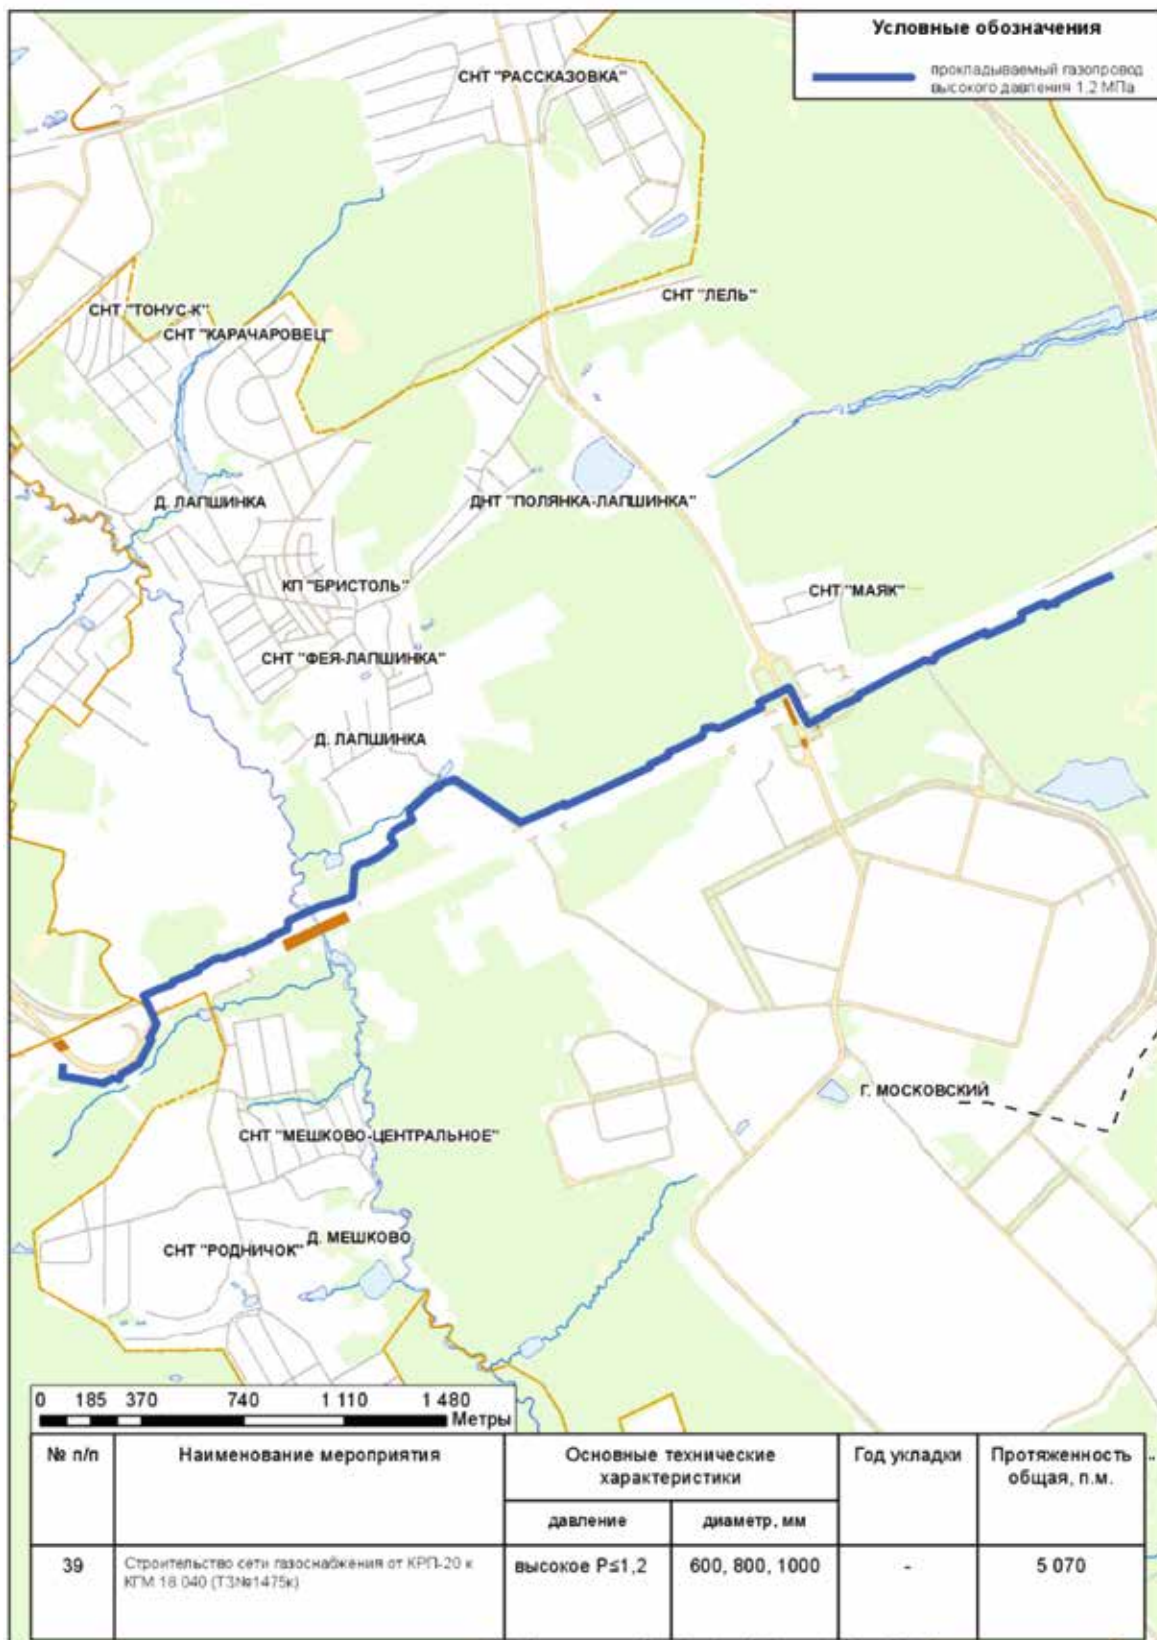 Условные обозначения
прокладываемый газопровод
высокого давления 1,2 МПа
СНТ "РАССКАЗОВКА"
СНТ "ЛЕЛЬ"
СНТ "ТОНУС-К"
СНТ "КАРАЧАРОВЕЦ"
Д. ЛАПШИНКА
ДНТ "ПОЛЯНКА-ЛАПШИНКА"
КП "БРИСТОЛЬ"
СНТ "МАЯК"
СНТ "ФЕЯ-ЛАПШИНКА"
Д. ЛАПШИНКА
Г. МОСКОВСКИЙ
СНТ "МЕШКОВО-ЦЕНТРАЛЬНОЕ"
Д. МЕШКОВО
СНТ "РОДНИЧОК"
0 185 370 740 1 110 1 480
Метры
№ п/п Наименование мероприятия Основные технические характеристики Год укладки Протяженность общая, п.м.
давление диаметр, мм
39 Строительство сети газоснабжения от КРП-20 к КГМ 18.040 (ТЗ№1475к) высокое P≤1,2 600, 800, 1000 - 5 070